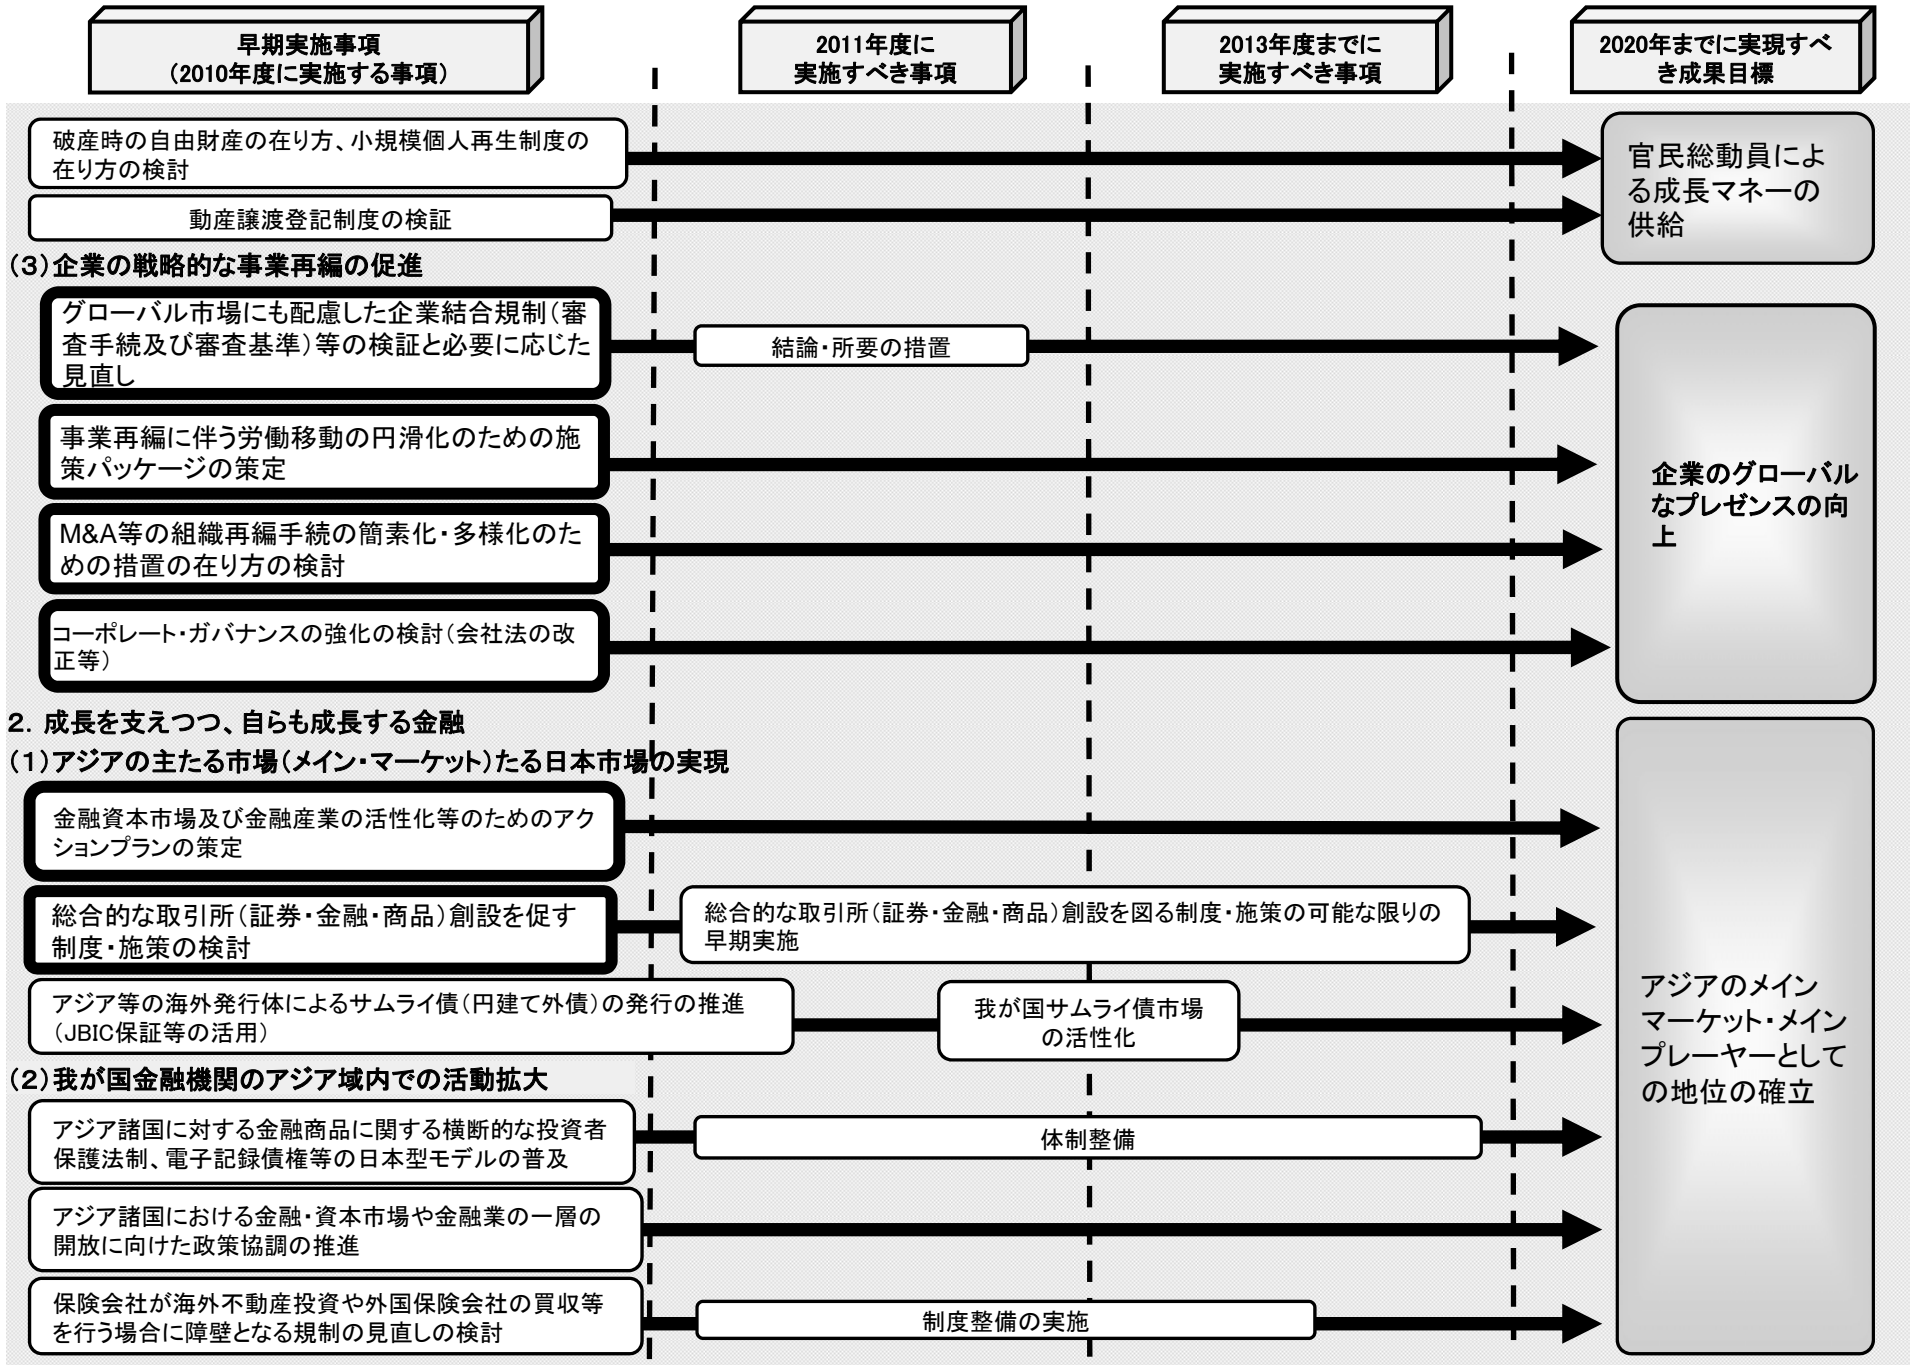 早期実施事項
(2010年度に実施する事項)
2011年度に
実施すべき事項
2013年度までに
実施すべき事項
2020年までに実現すべ
き成果目標
破産時の自由財産の在り方、小規模個人再生制度の
在り方の検討
動産譲渡登記制度の検証
官民総動員によ
る成長マネーの
供給
(3)企業の戦略的な事業再編の促進
グローバル市場にも配慮した企業結合規制(審
査手続及び審査基準)等の検証と必要に応じた
見直し
結論・所要の措置
事業再編に伴う労働移動の円滑化のための施
策パッケージの策定
M&A等の組織再編手続の簡素化・多様化のた
めの措置の在り方の検討
コーポレート・ガバナンスの強化の検討(会社法の改
正等)
企業のグローバル
なプレゼンスの向
上
2. 成長を支えつつ、自らも成長する金融
(1)アジアの主たる市場(メイン・マーケット)たる日本市場の実現
金融資本市場及び金融産業の活性化等のためのアク
ションプランの策定
総合的な取引所(証券・金融・商品)創設を促す
制度・施策の検討
総合的な取引所(証券・金融・商品)創設を図る制度・施策の可能な限りの
早期実施
アジア等の海外発行体によるサムライ債(円建て外債)の発行の推進
(JBIC保証等の活用)
我が国サムライ債市場
の活性化
アジアのメイン
マーケット・メイン
プレーヤーとして
の地位の確立
(2)我が国金融機関のアジア域内での活動拡大
アジア諸国に対する金融商品に関する横断的な投資者
保護法制、電子記録債権等の日本型モデルの普及
体制整備
アジア諸国における金融・資本市場や金融業の一層の
開放に向けた政策協調の推進
保険会社が海外不動産投資や外国保険会社の買収等
を行う場合に障壁となる規制の見直しの検討
制度整備の実施